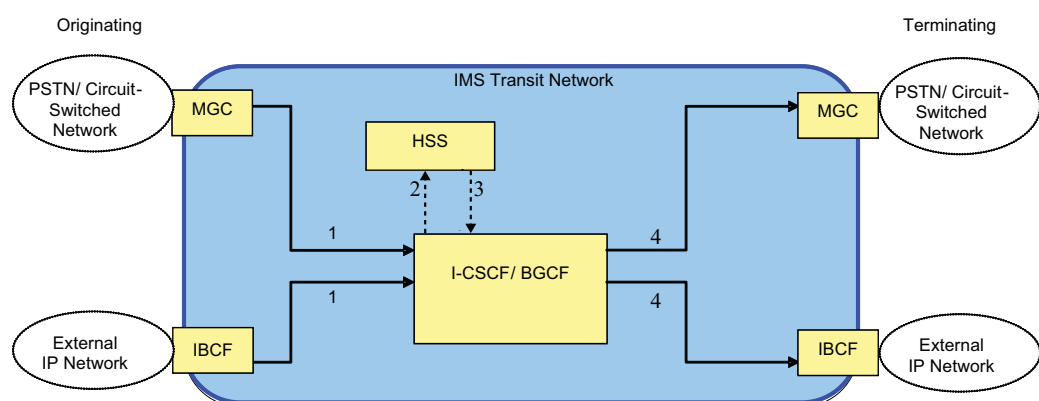 Originating
Terminating
IMS Transit Network
PSTN/ Circuit-
Switched
Network
MGC
HSS
MGC
PSTN/ Circuit-
Switched
Network
2
3
1
4
I-CSCF/ BGCF
1
4
External
IP Network
IBCF
IBCF
External
IP Network